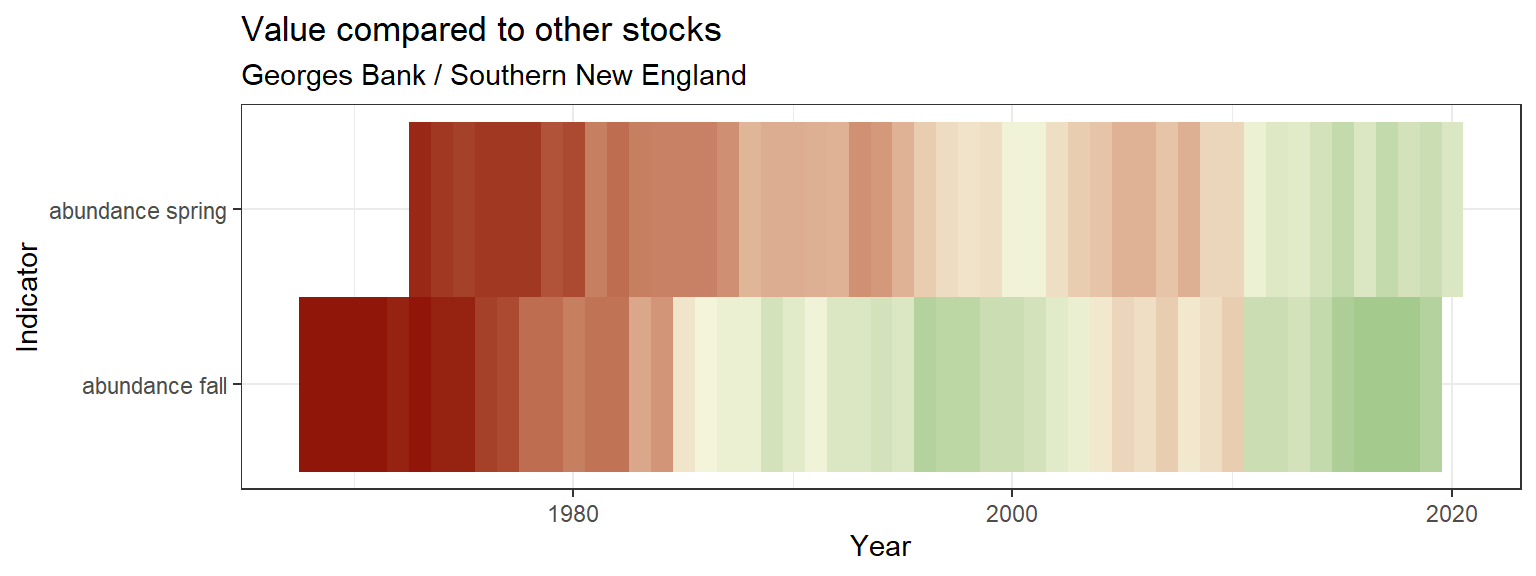 Value compared to other stocks
Georges Bank / Southern New England
Indicator
abundance spring
abundance fall
1980
2000
2020
Year